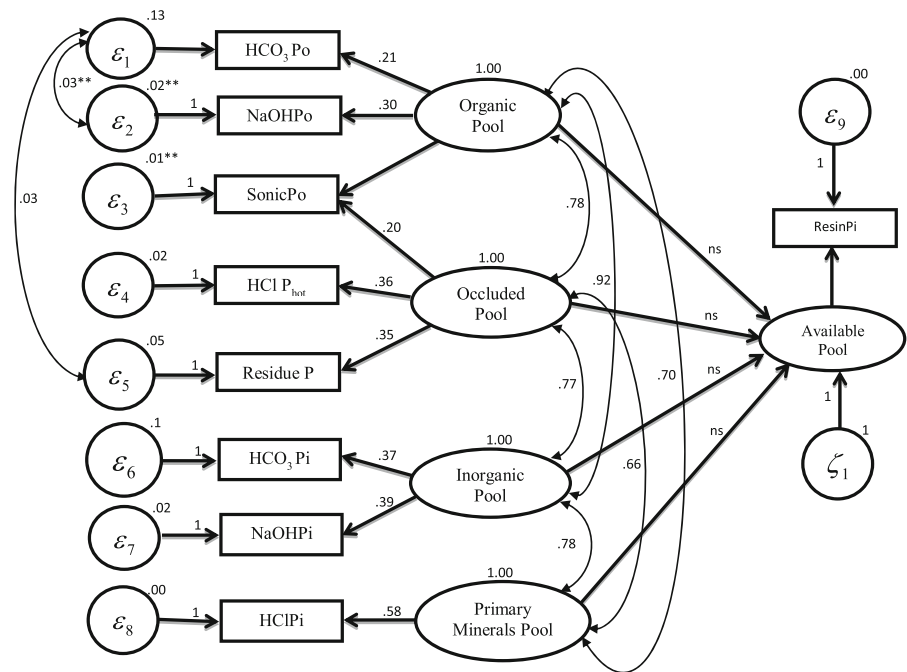 .13
ε1
HCO3Po
.21
1.00
.00
.03**
.02**
ε2
1
NaOHPo
.30
Organic
Pool
ε9
.01**
ε3
1
SonicPo
1
.03
.78
.20
ns
ResinPi
.02
ε4
1
HCl Phot
.36
1.00
Occluded
Pool
.92
ns
Available
Pool
.05
ε5
1
Residue P
.35
.77
ns
.70
1
.1
ε6
1
HCO3Pi
.37
1.00
ns
1
ζ1
Inorganic
Pool
.66
.02
ε7
1
NaOHPi
.39
.78
.00
ε8
1
HClPi
.58
1.00
Primary
Minerals Pool